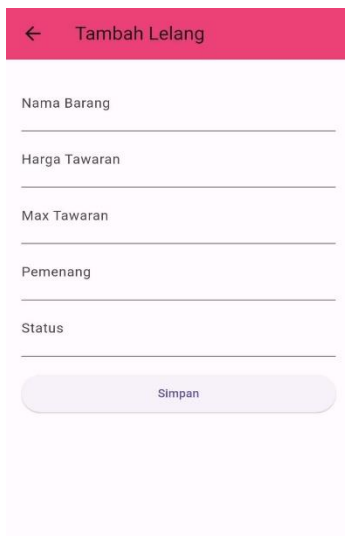 Tambah Lelang
Nama Barang
Harga Tawaran
Max Tawaran
Pemenang
Status
Simpan